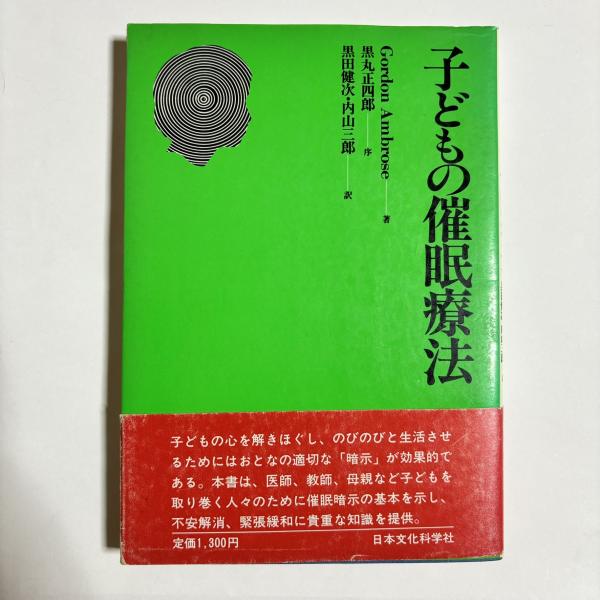 子どもの催眠療法
Gordon Ambrose――著
黒丸正四郎――序
黒田健次・内山三郎――訳
子どもの心を解きほぐし、のびのびと生活させ
るためにはおとなの適切な「暗示」が効果的で
ある。本書は、医師、教師、母親など子どもを
取り巻く人々のために催眠暗示の基本を示し、
不安解消、緊張緩和に貴重な知識を提供。
定価1,300円 日本文化科学社